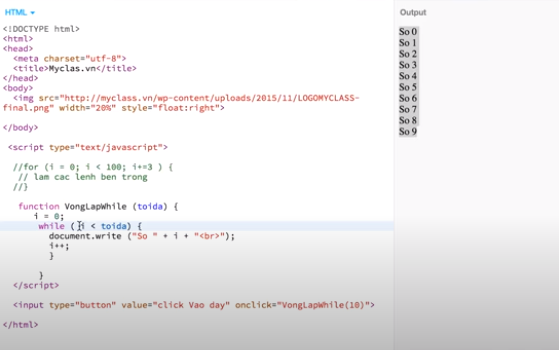 HTML
<!DOCTYPE html>
<html>
<head>
<meta charset="utf-8">
<title>Myclas.vn</title>
</head>
<body>
<img src="http://myclass.vn/wp-content/uploads/2015/11/LOGOMYCLASS-
final.png" width="20%" style="float:right">
</body>
<script type="text/javascript">
//for (i = 0; i < 100; i+=3 ) {
// lam cac lenh ben trong
//}
function VongLapWhile (toida) {
i = 0;
while ( i < toida) {
document.write ("So " + i + "<br>");
i++;
}
}
</script>
<input type="button" value="click Vao day" onclick="VongLapWhile(10)">
</html>
Output
So 0
So 1
So 2
So 3
So 4
So 5
So 6
So 7
So 8
So 9